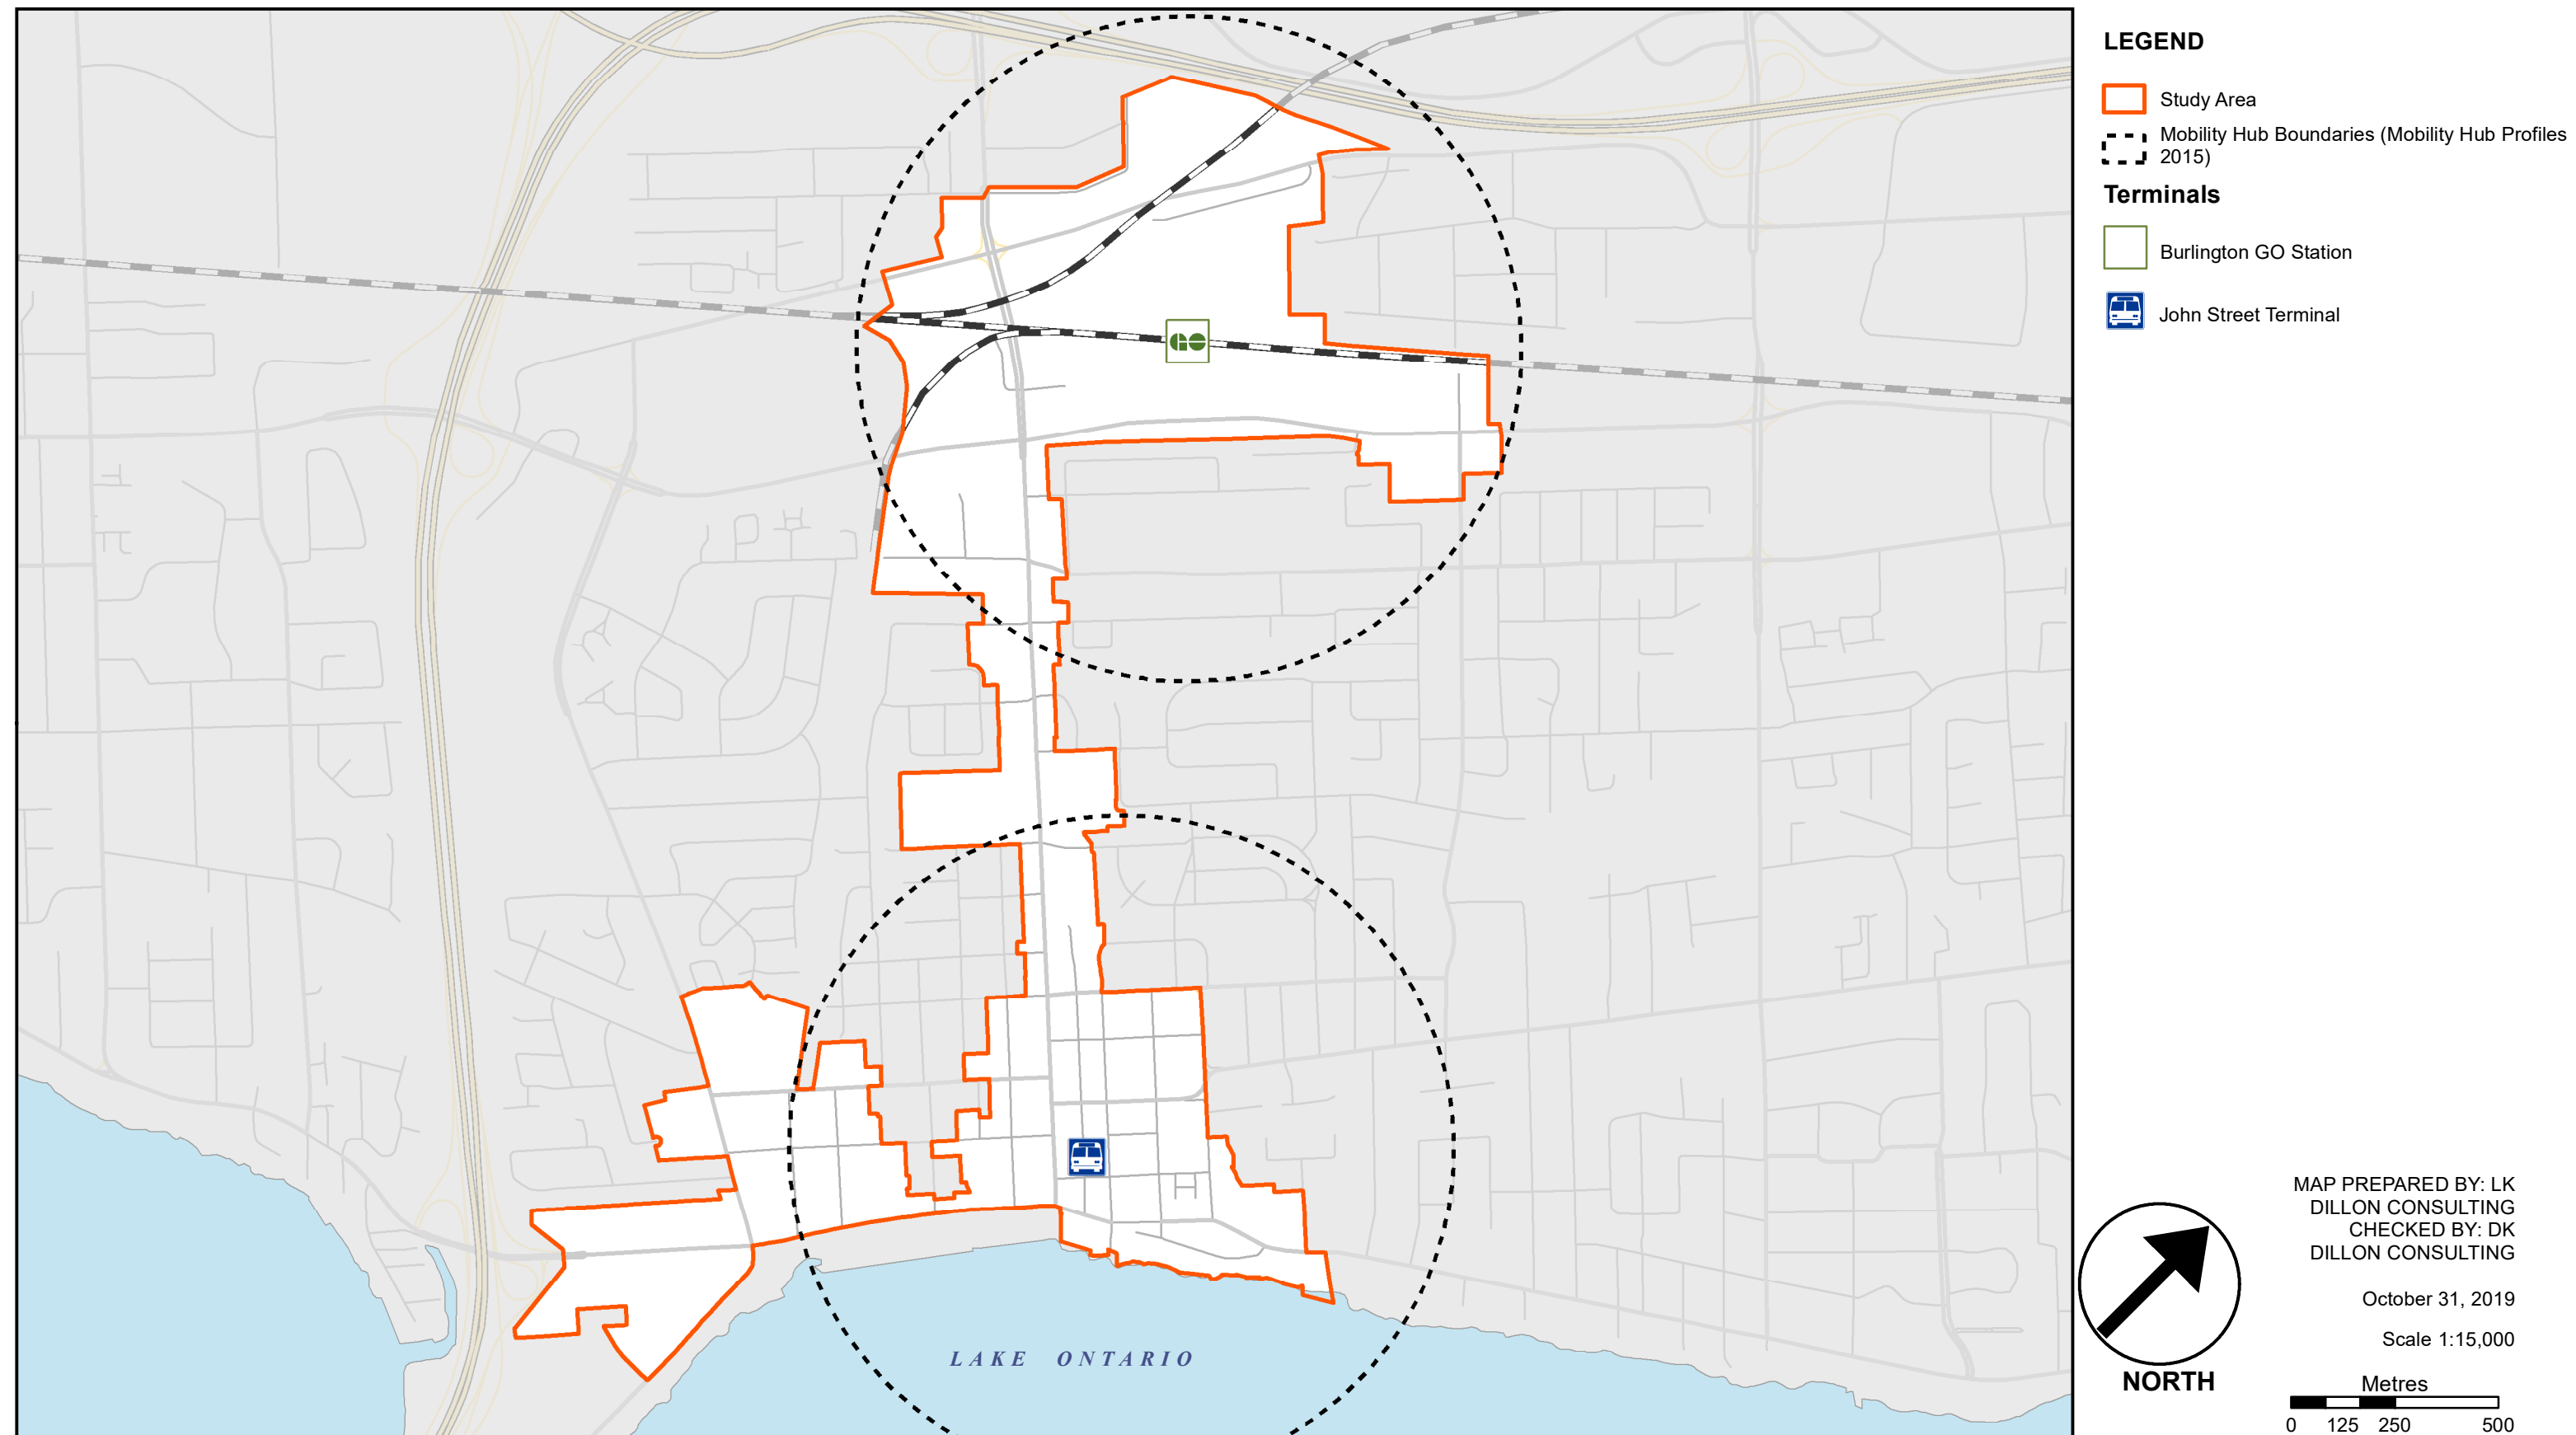 LEGEND
Study Area
Mobility Hub Boundaries (Mobility Hub Profiles
2015)
Terminals
Burlington GO Station
John Street Terminal
GO
LAKE ONTARIO
MAP PREPARED BY: LK
DILLON CONSULTING
CHECKED BY: DK
DILLON CONSULTING
October 31, 2019
Scale 1:15,000
NORTH
Metres
0 125 250 500